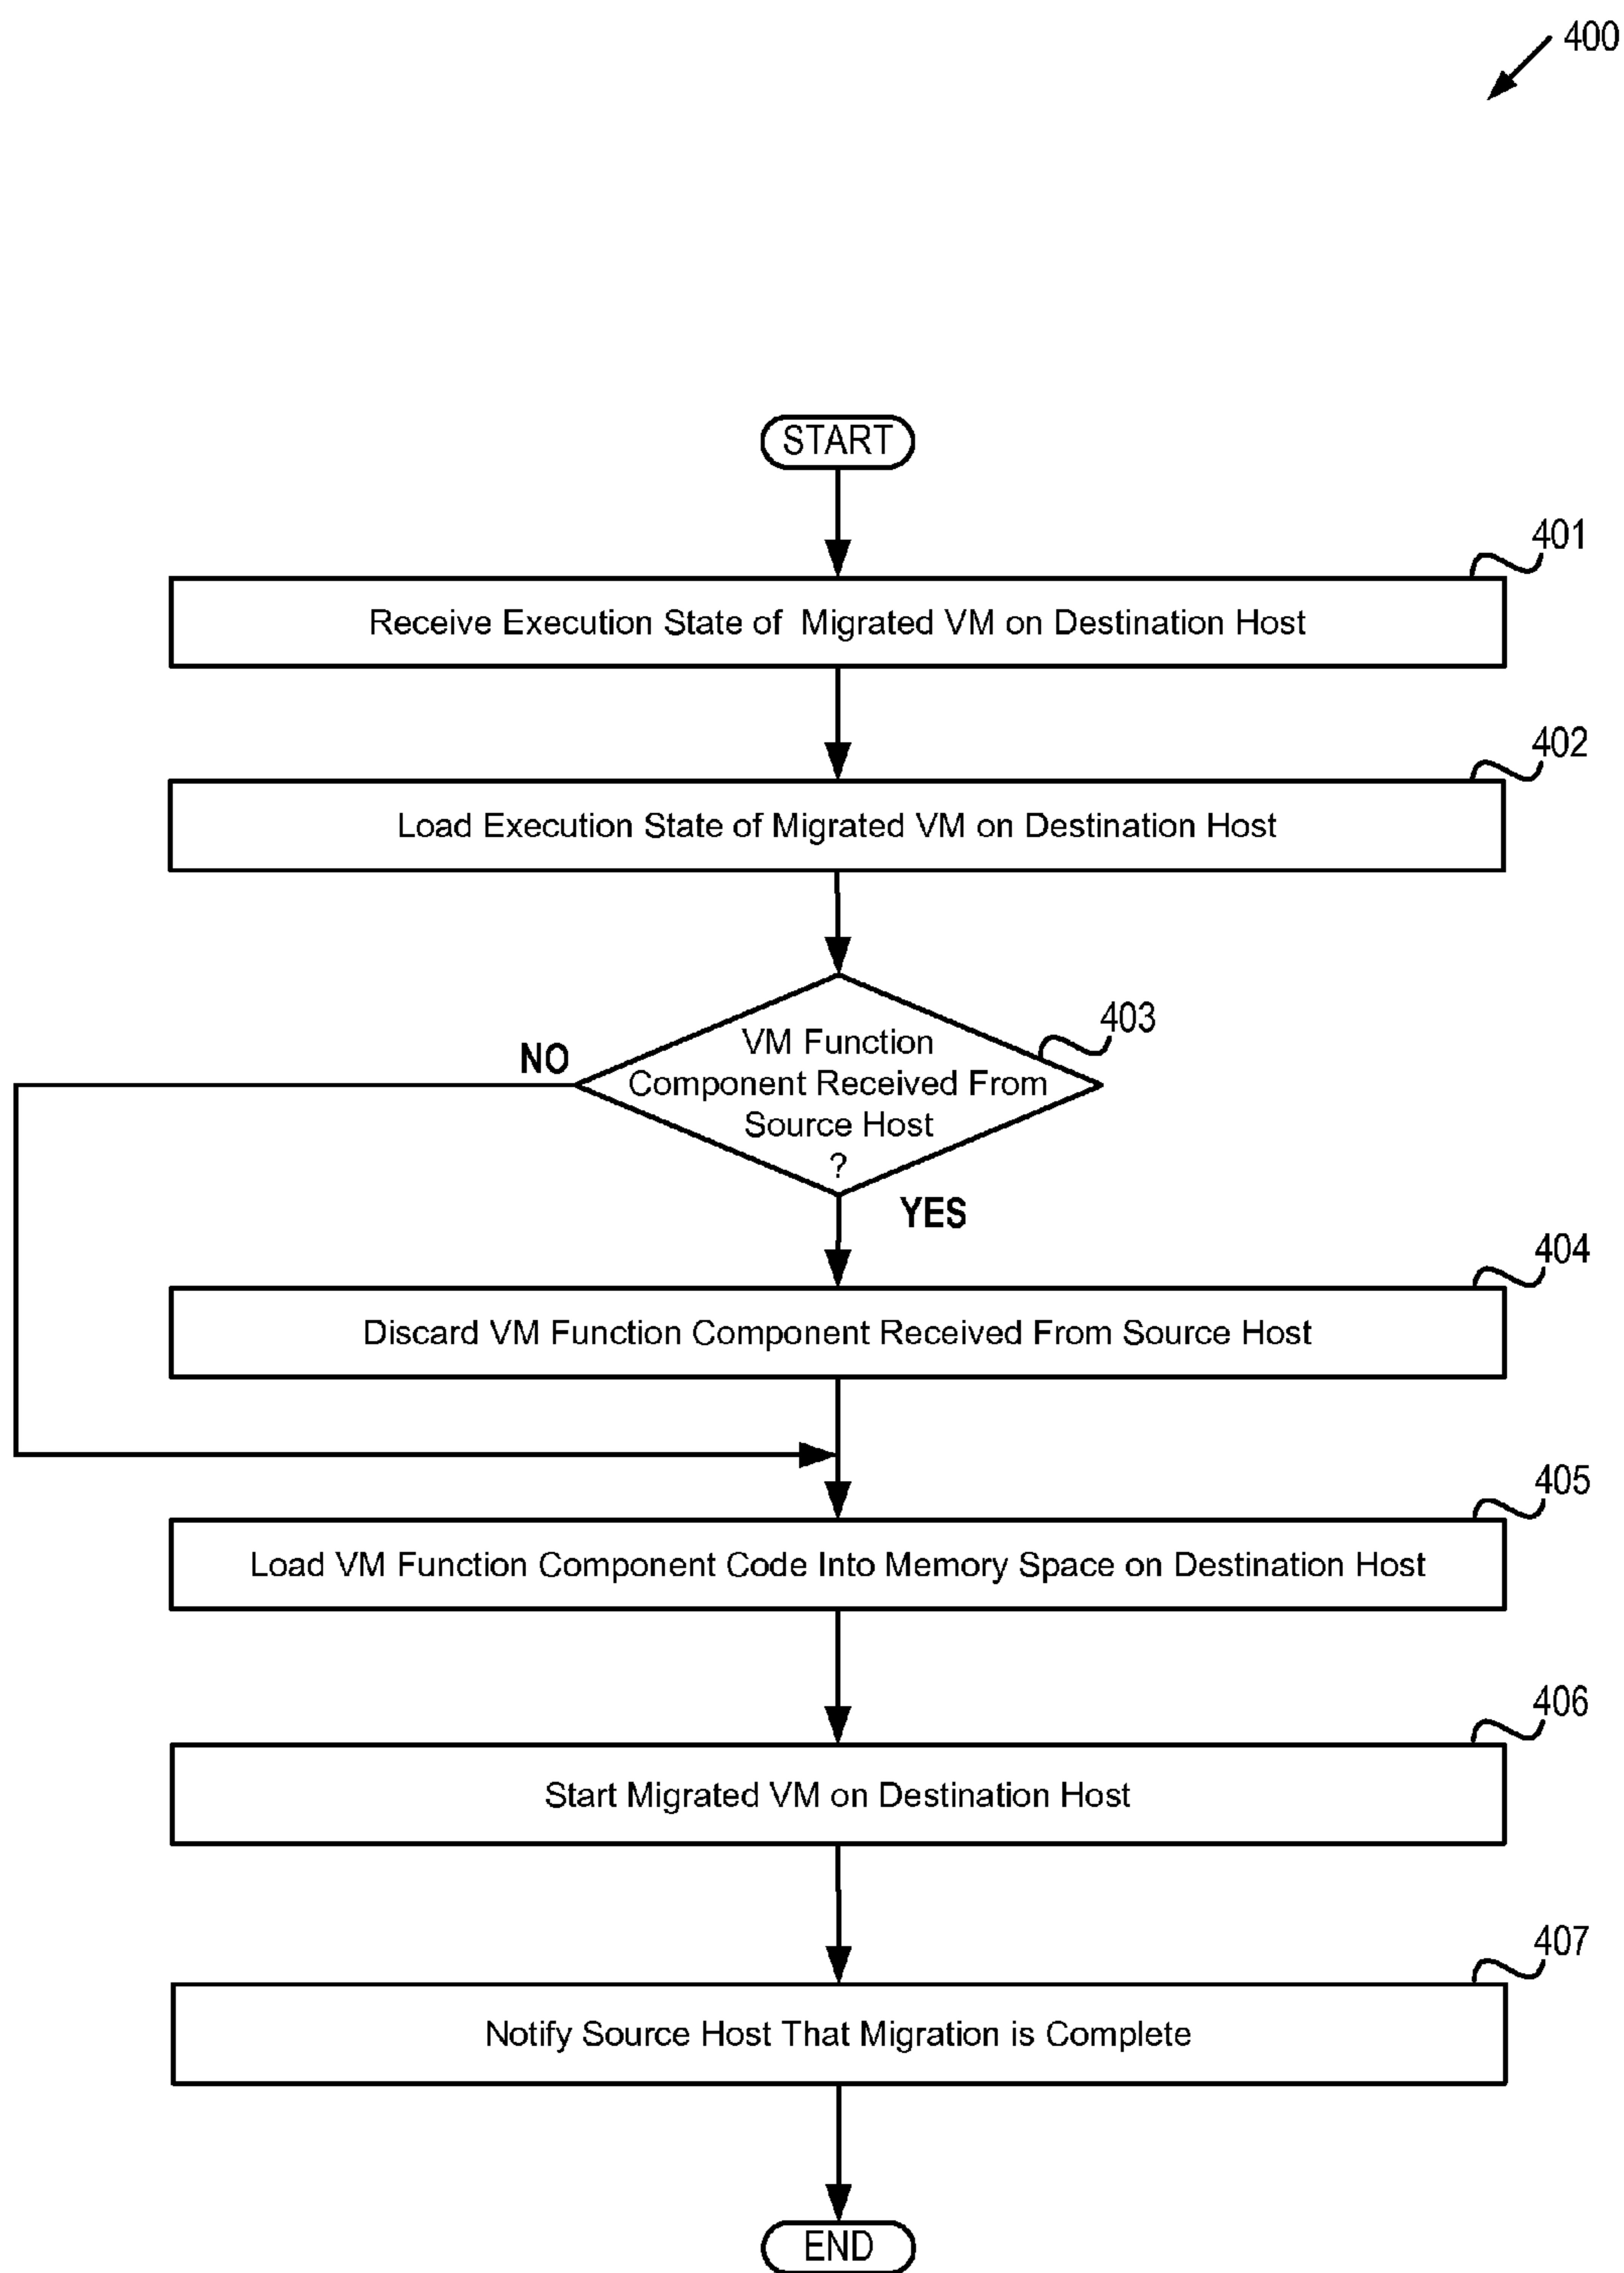 400
START
401
Receive Execution State of Migrated VM on Destination Host
402
Load Execution State of Migrated VM on Destination Host
403
NO
VM Function
Component Received From
Source Host
?
YES
404
Discard VM Function Component Received From Source Host
405
Load VM Function Component Code Into Memory Space on Destination Host
406
Start Migrated VM on Destination Host
407
Notify Source Host That Migration is Complete
END